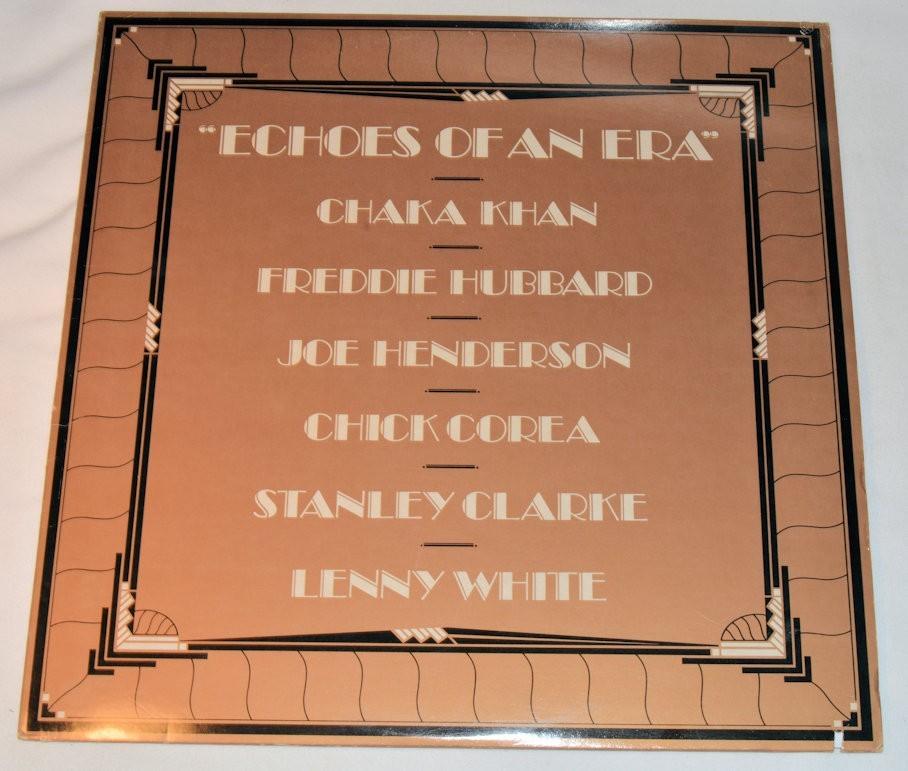 "ECHOES OF AN ERA"
CHAKA KHAN
FREDDIE HUBBARD
JOE HENDERSON
CHICK COREA
STANLEY CLARKE
LENNY WHITE